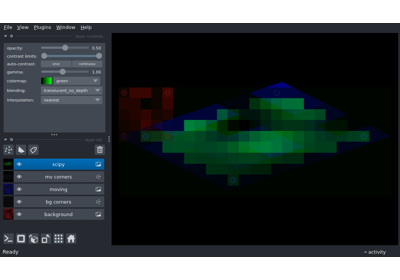 File View Plugins Window Help
opacity: 0.50
contrast limits:
auto-contrast: once continuous
gamma: 1.00
colormap: green
blending: translucent_no_depth
interpolation: nearest
scipy
mv corners
moving
bg corners
background
Ready
activity